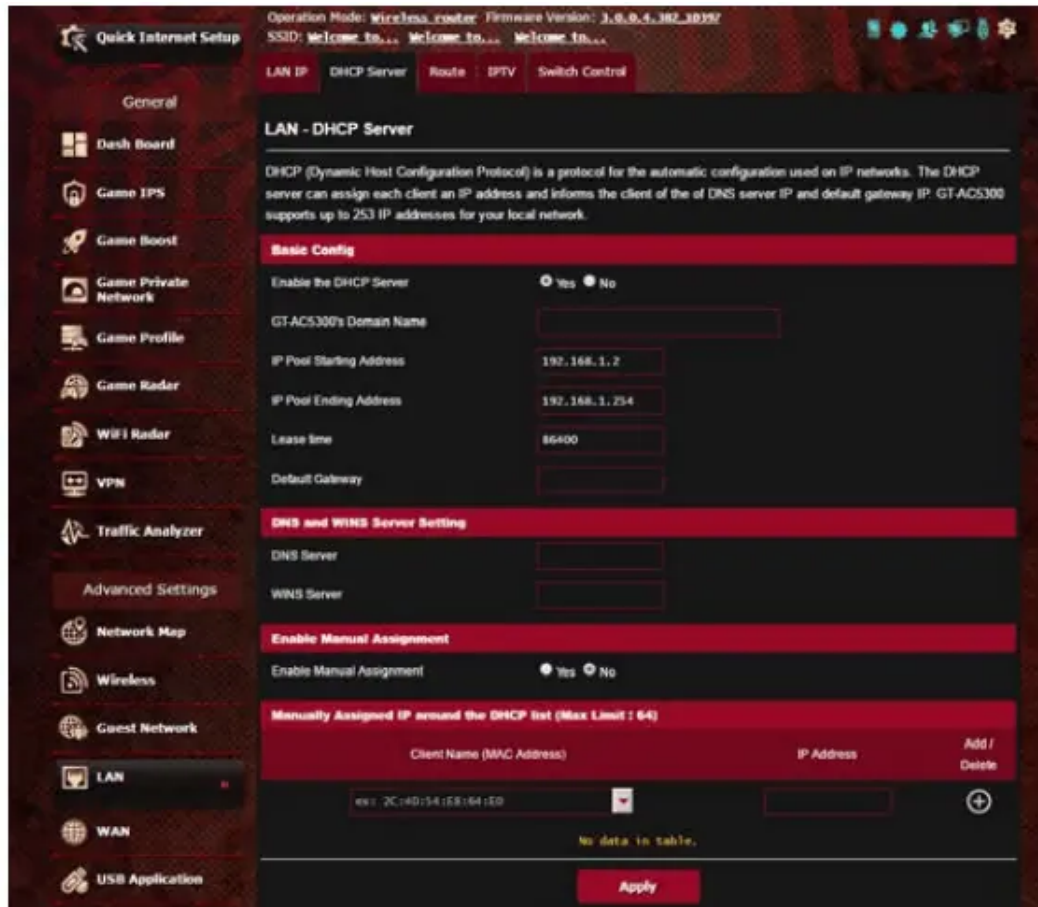 Quick Internet Setup
Operation Mode: Wireless router Firmware Version: 3.0.0.4.382_10397
SSID: Welcome to... Welcome to... Welcome to...
LAN IP DHCP Server Route IPTV Switch Control
General
Dash Board
Game IPS
Game Boost
Game Private
Network
Game Profile
Game Radar
WiFi Radar
VPN
Traffic Analyzer
Advanced Settings
Network Map
Wireless
Guest Network
LAN
WAN
USB Application
LAN - DHCP Server
DHCP (Dynamic Host Configuration Protocol) is a protocol for the automatic configuration used on IP networks. The DHCP
server can assign each client an IP address and informs the client of the of DNS server IP and default gateway IP. GT-AC5300
supports up to 253 IP addresses for your local network.
Basic Config
Enable the DHCP Server Yes No
GT-AC5300's Domain Name
IP Pool Starting Address 192.168.1.2
IP Pool Ending Address 192.168.1.254
Lease time 86400
Default Gateway
DNS and WINS Server Setting
DNS Server
WINS Server
Enable Manual Assignment
Enable Manual Assignment Yes No
Manually Assigned IP around the DHCP list (Max Limit : 64)
Client Name (MAC Address) IP Address Add /
Delete
ex: 2C:4D:54:E8:64:E0
No data in table.
Apply